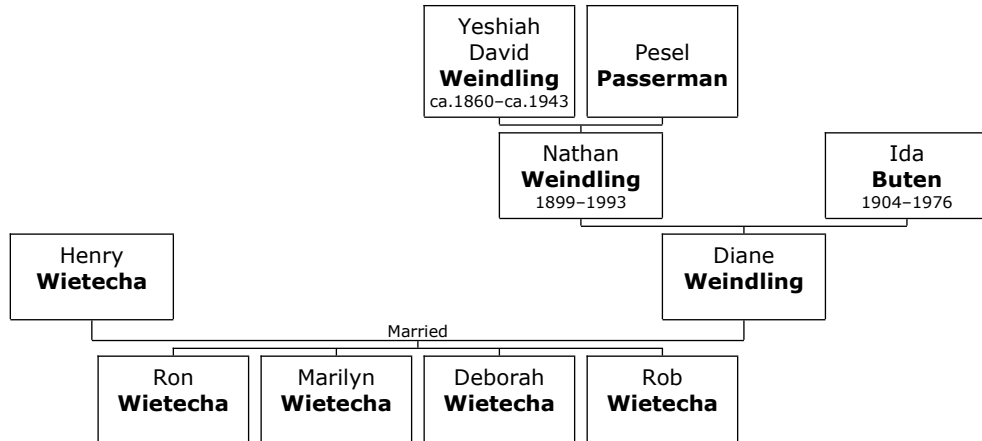 Yeshiah
David
Weindling
ca.1860–ca.1943
Pesel
Passerman
Nathan
Weindling
1899–1993
Ida
Buten
1904–1976
Henry
Wietecha
Diane
Weindling
Married
Ron
Wietecha
Marilyn
Wietecha
Deborah
Wietecha
Rob
Wietecha